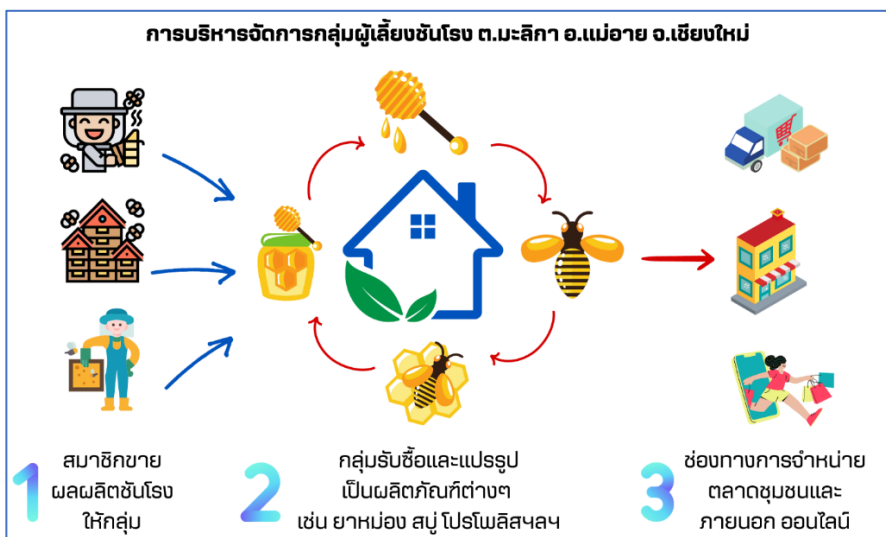 การบริหารจัดการกลุ่มผู้เลี้ยงชันโรง ต.มะลิกา อ.แม่อาย จ.เชียงใหม่
1
สมาชิกขาย
ผลผลิตชันโรง
ให้กลุ่ม
2
กลุ่มรับซื้อและแปรรูป
เป็นผลิตภัณฑ์ต่างๆ
เช่น ยาหม่อง สบู่ โปรโพลิสฯลฯ
3
ช่องทางการจำหน่าย
ตลาดชุมชนและ
ภายนอก ออนไลน์